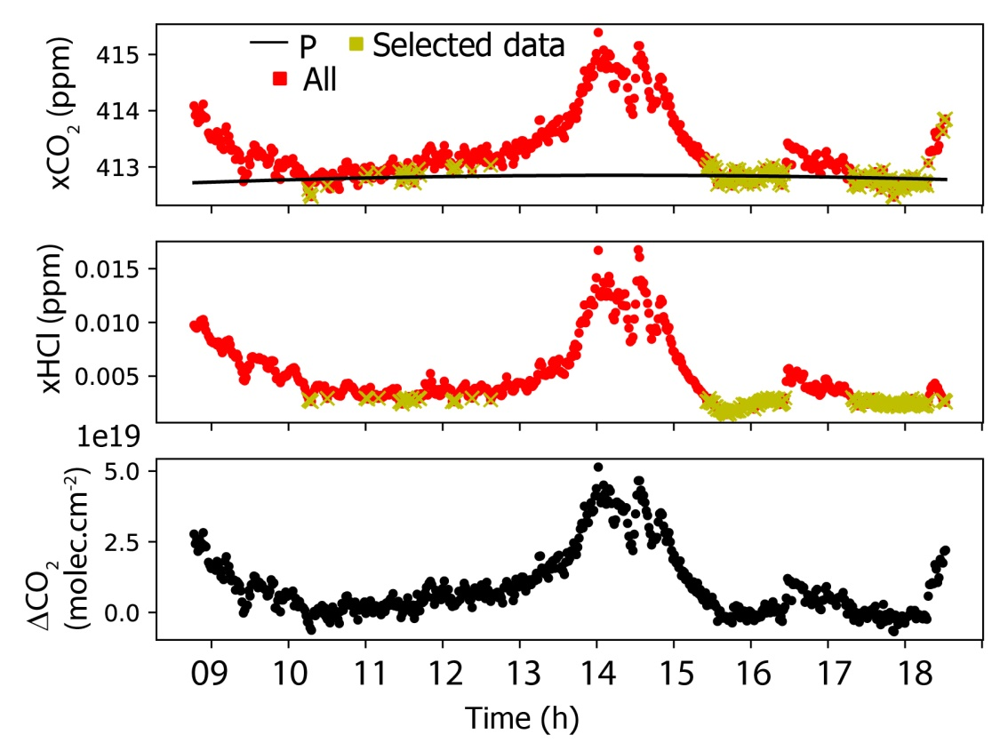 xCO₂ (ppm)
415
414
413
P
Selected data
All
xHCl (ppm)
0.015
0.010
0.005
1e19
ΔCO₂
(molec.cm⁻²)
5.0
2.5
0.0
09 10 11 12 13 14 15 16 17 18
Time (h)